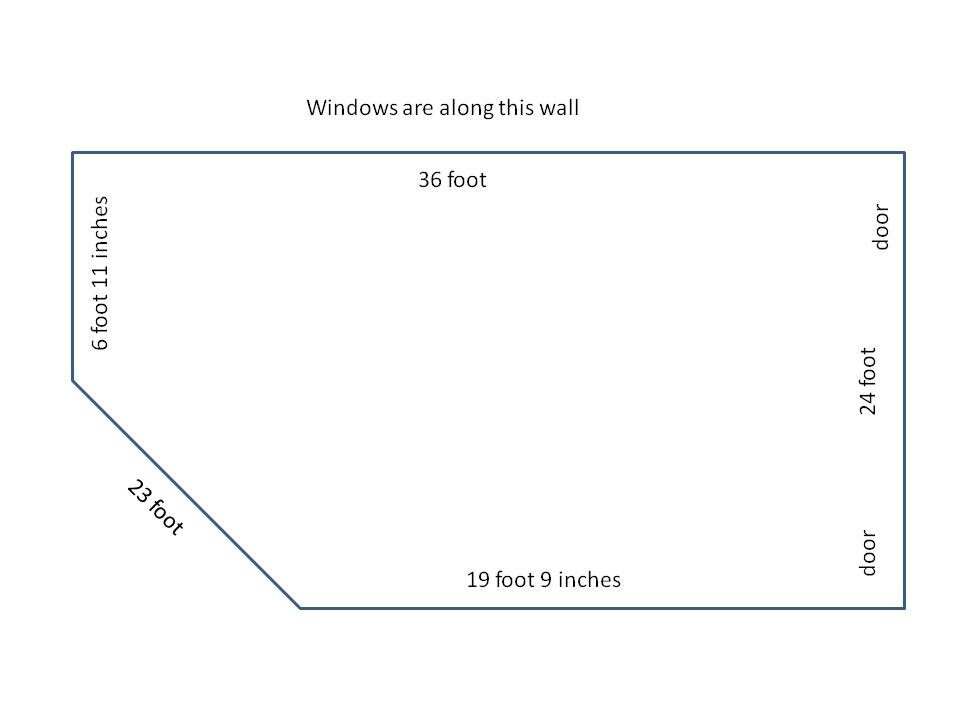 Windows are along this wall
36 foot
6 foot 11 inches
door
24 foot
23 foot
door
19 foot 9 inches